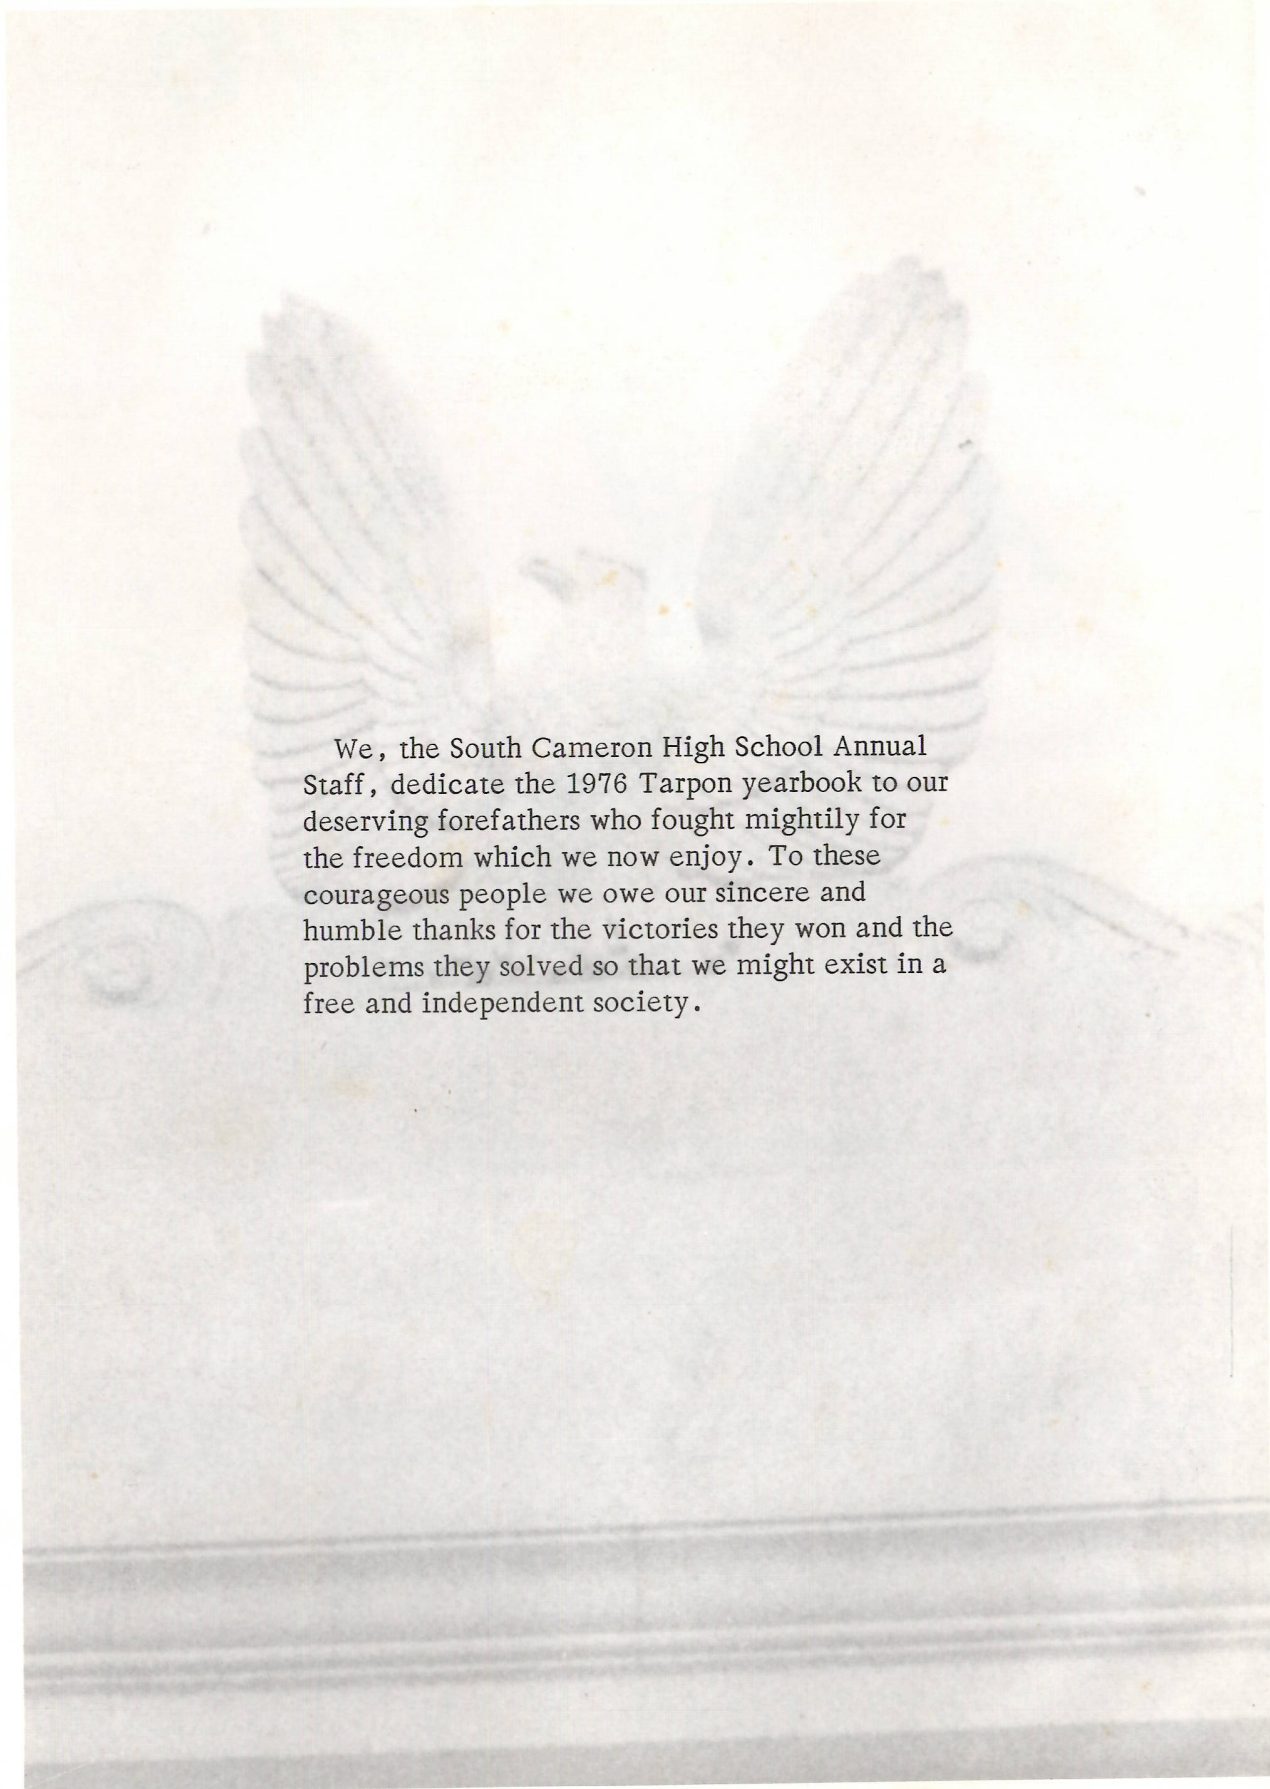 We, the South Cameron High School Annual
Staff, dedicate the 1976 Tarpon yearbook to our
deserving forefathers who fought mightily for
the freedom which we now enjoy. To these
courageous people we owe our sincere and
humble thanks for the victories they won and the
problems they solved so that we might exist in a
free and independent society.